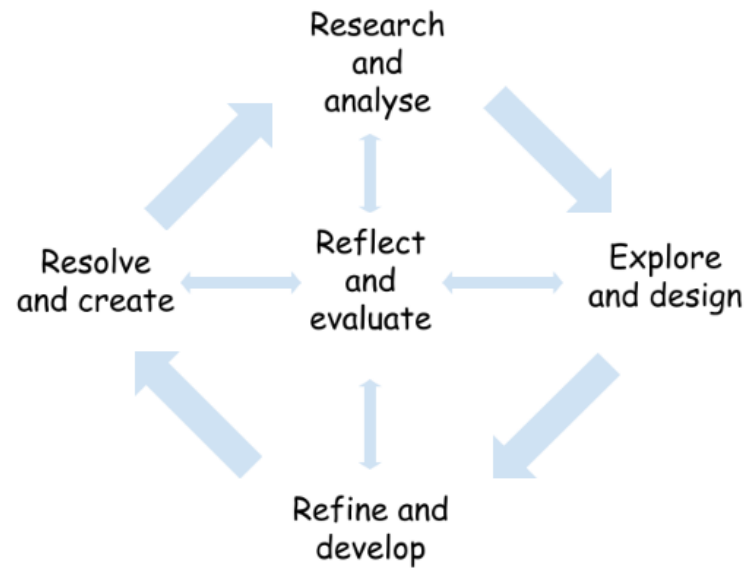 Research
and
analyse
Resolve
and create
Reflect
and
evaluate
Explore
and design
Refine and
develop